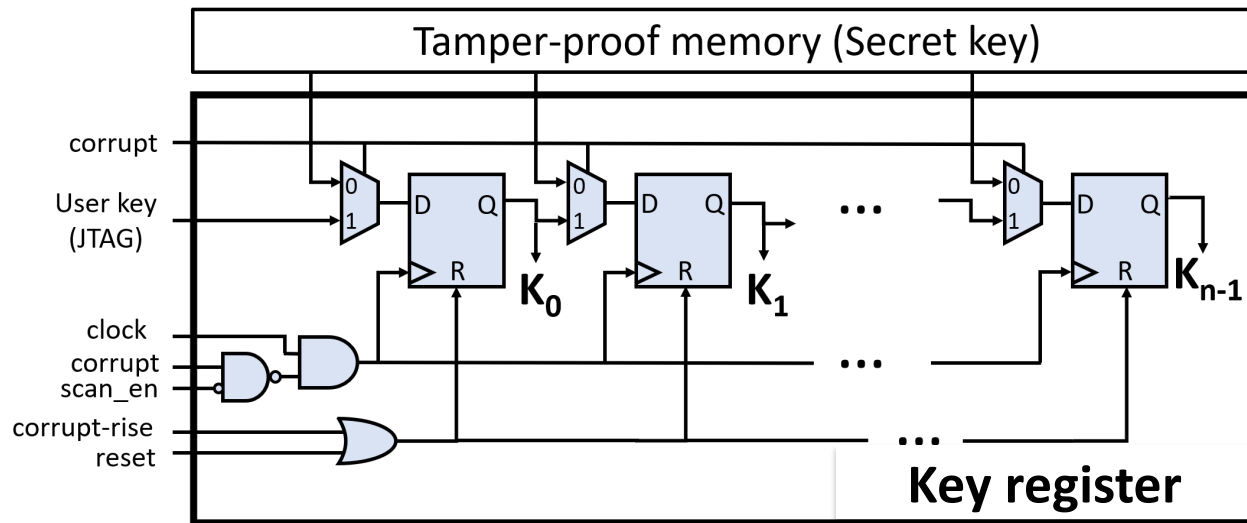 Tamper-proof memory (Secret key)
corrupt
0
0
0
User key
1
D
Q
1
D
Q
...
1
D
Q
(JTAG)
R
K0
R
K1
R
Kn-1
clock
corrupt
...
scan_en
corrupt-rise
...
reset
Key register